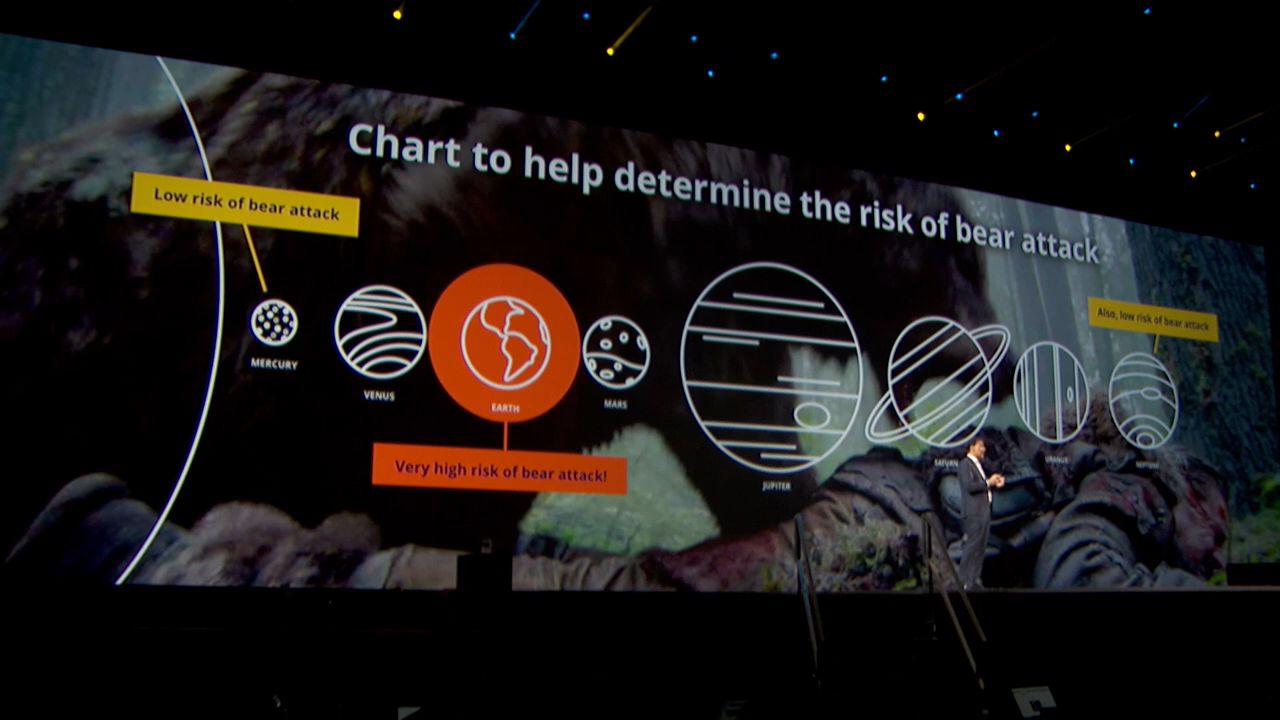 Chart to help determine the risk of bear attack
Low risk of bear attack
Also, low risk of bear attack
MERCURY
VENUS
EARTH
MARS
JUPITER
SATURN
URANUS
NEPTUNE
Very high risk of bear attack!